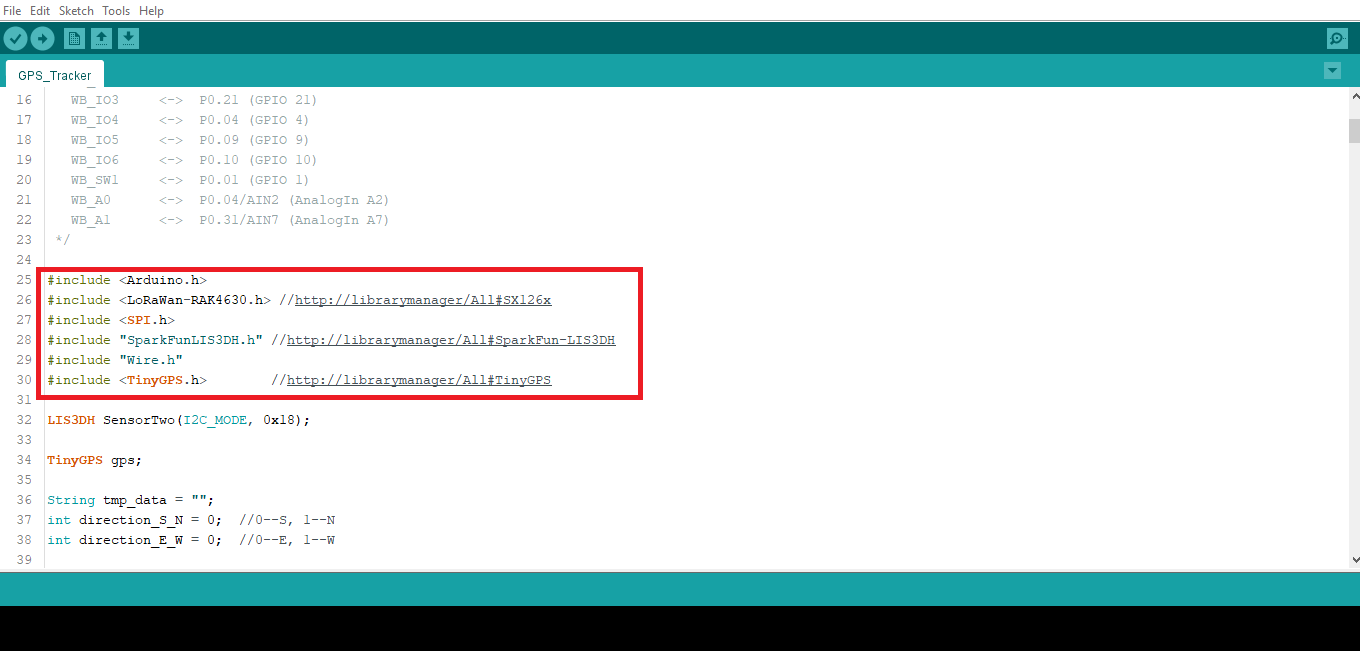 File Edit Sketch Tools Help
GPS_Tracker
16 WB_IO3 <-> P0.21 (GPIO 21)
17 WB_IO4 <-> P0.04 (GPIO 4)
18 WB_IO5 <-> P0.09 (GPIO 9)
19 WB_IO6 <-> P0.10 (GPIO 10)
20 WB_SW1 <-> P0.01 (GPIO 1)
21 WB_A0 <-> P0.04/AIN2 (AnalogIn A2)
22 WB_A1 <-> P0.31/AIN7 (AnalogIn A7)
23 */
24
25 #include <Arduino.h>
26 #include <LoRaWan-RAK4630.h> //http://librarymanager/All#SX126x
27 #include <SPI.h>
28 #include "SparkFunLIS3DH.h" //http://librarymanager/All#SparkFun-LIS3DH
29 #include "Wire.h"
30 #include <TinyGPS.h> //http://librarymanager/All#TinyGPS
31
32 LIS3DH SensorTwo(I2C_MODE, 0x18);
33
34 TinyGPS gps;
35
36 String tmp_data = "";
37 int direction_S_N = 0; //0--S, 1--N
38 int direction_E_W = 0; //0--E, 1--W
39